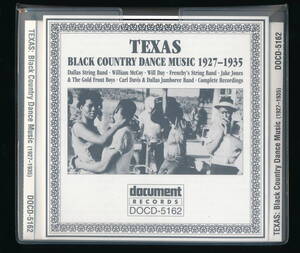 TEXAS
BLACK COUNTRY DANCE MUSIC 1927-1935
Dallas String Band · William McCoy · Will Day · Frenchy's String Band · Jake Jones
& The Gold Front Boys · Carl Davis & Dallas Jamboree Band · Complete Recordings
document
RECORDS
DOCD-5162
TEXAS: Black Country Dance Music (1927-1935)
DOCD-5162
TEXAS: Black Country Dance Music (1927-1935)
DOCD-5162